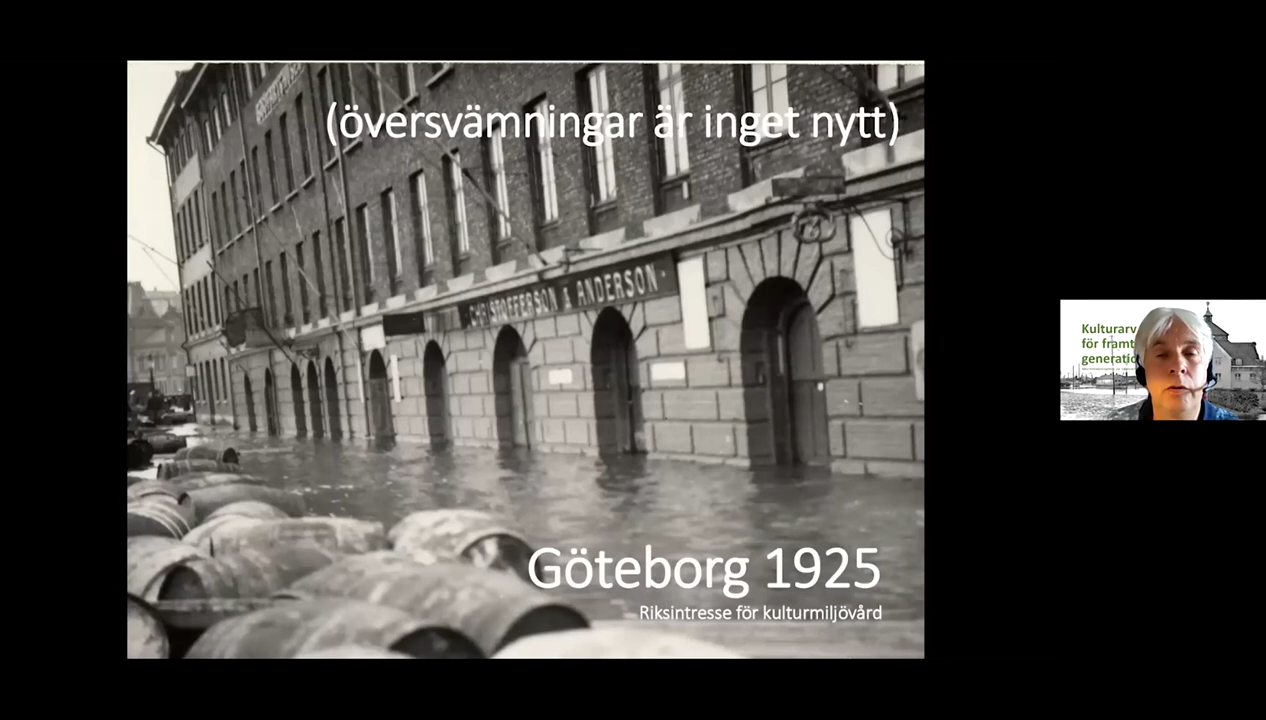 (översvämningar är inget nytt)
CHRISTOFFERSON & ANDERSON
Göteborg 1925
Riksintresse för kulturmiljövård
Kulturarv
för framt
generatio